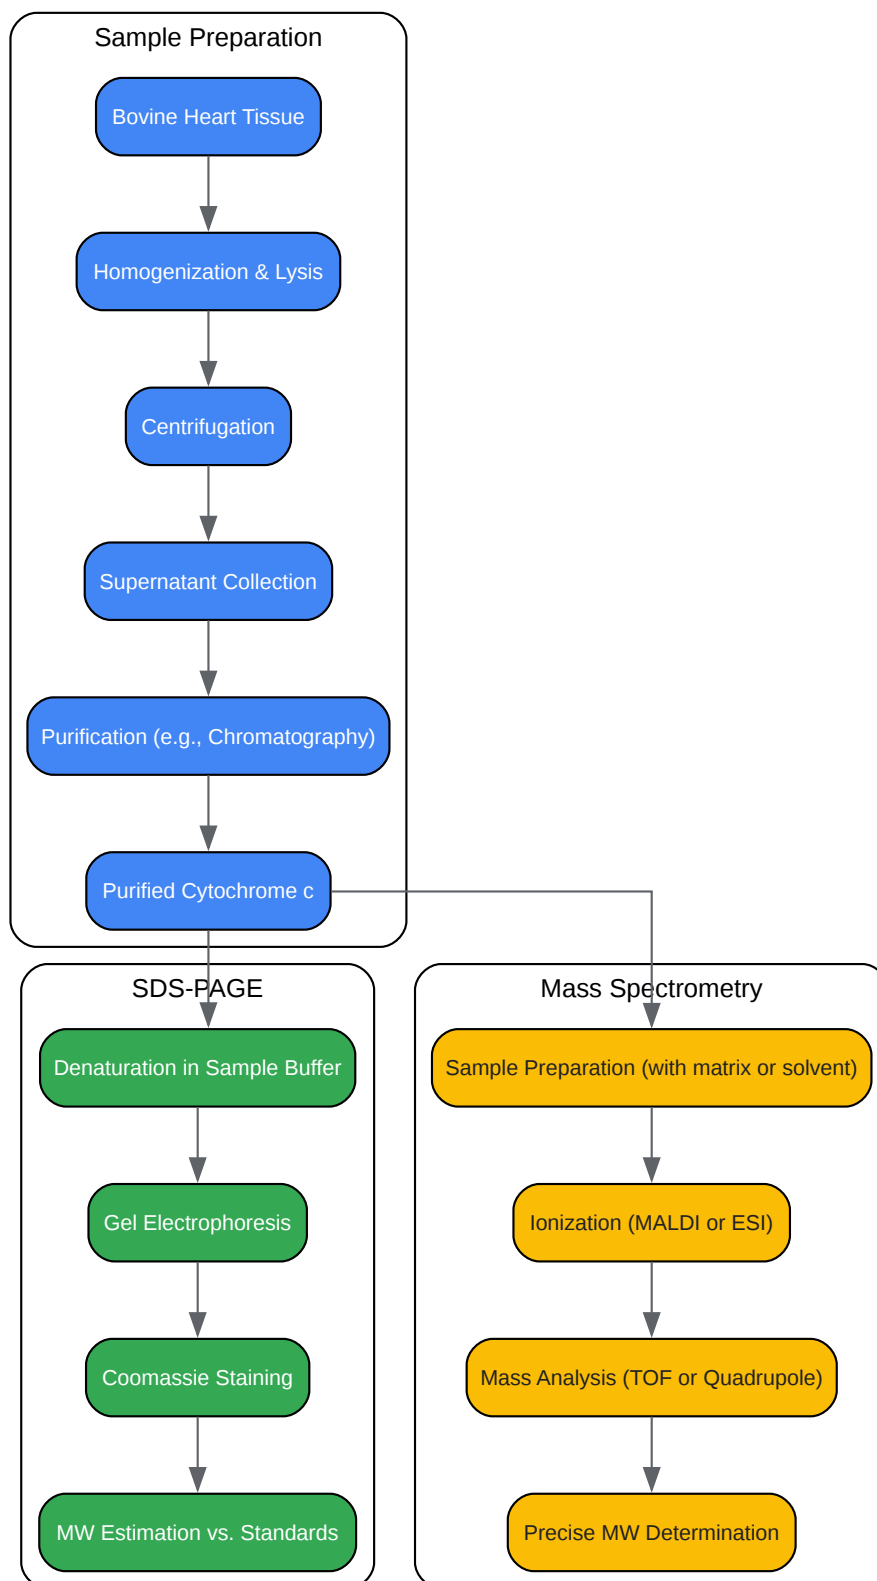 Sample Preparation
Bovine Heart Tissue
Homogenization & Lysis
Centrifugation
Supernatant Collection
Purification (e.g., Chromatography)
Purified Cytochrome c
SDS-PAGE
Denaturation in Sample Buffer
Gel Electrophoresis
Coomassie Staining
MW Estimation vs. Standards
Mass Spectrometry
Sample Preparation (with matrix or solvent)
Ionization (MALDI or ESI)
Mass Analysis (TOF or Quadrupole)
Precise MW Determination